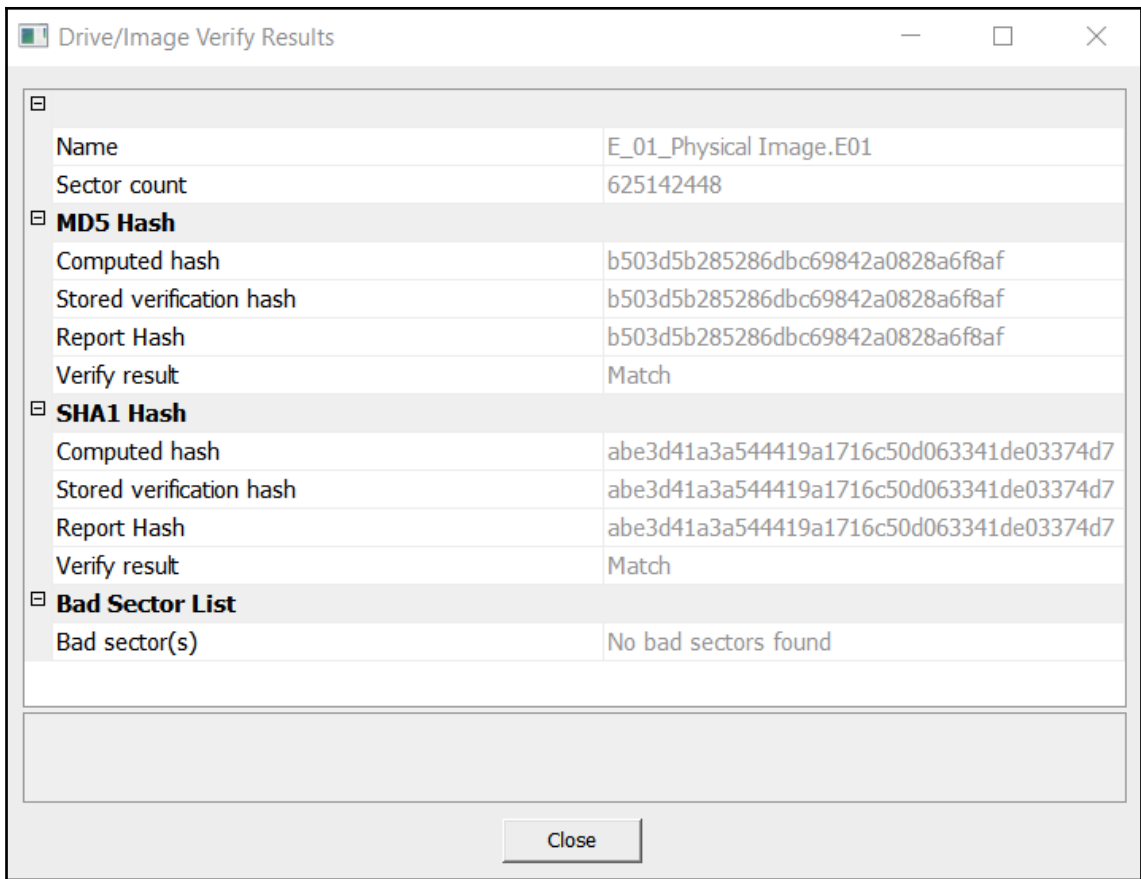 Drive/Image Verify Results
Name E_01_Physical Image.E01
Sector count 625142448
MD5 Hash
Computed hash b503d5b285286dbc69842a0828a6f8af
Stored verification hash b503d5b285286dbc69842a0828a6f8af
Report Hash b503d5b285286dbc69842a0828a6f8af
Verify result Match
SHA1 Hash
Computed hash abe3d41a3a544419a1716c50d063341de03374d7
Stored verification hash abe3d41a3a544419a1716c50d063341de03374d7
Report Hash abe3d41a3a544419a1716c50d063341de03374d7
Verify result Match
Bad Sector List
Bad sector(s) No bad sectors found
Close